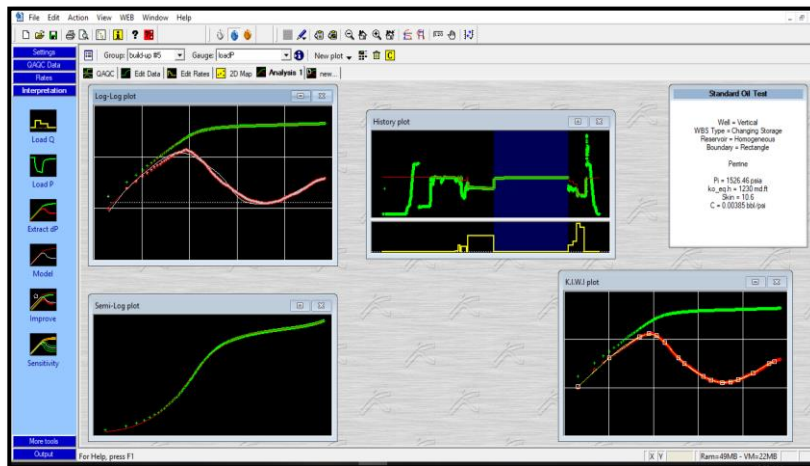 File Edit Action View WEB Window Help
Settings
QAQC Data
Rates
Interpretation
Load Q
Load P
Extract dP
Model
Improve
Sensitivity
More tools
Output
Group: build-up #5 Gauge: loadP New plot
QAQC Edit Data Edit Rates 2D Map Analysis 1 new...
Log-Log plot
History plot
Standard Oil Test
Well = Vertical
WBS Type = Changing Storage
Reservoir = Homogeneous
Boundary = Rectangle
Perrine
Pi = 1526.46 psia
ko_eq.h = 1230 md.ft
Skin = 10.6
C = 0.00385 bbl/psi
Semi-Log plot
K.I.W.I plot
For Help, press F1
X Y Ram=49MB - VM=22MB